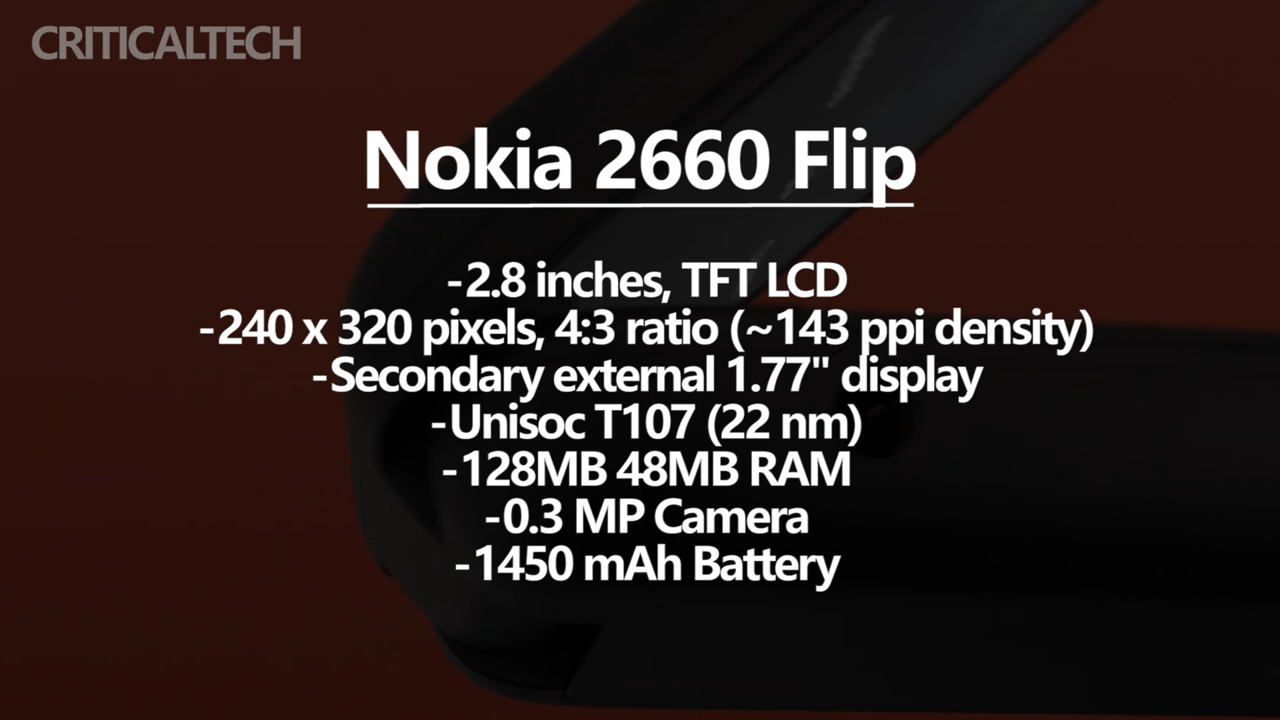 CRITICALTECH
Nokia 2660 Flip
-2.8 inches, TFT LCD
-240 x 320 pixels, 4:3 ratio (~143 ppi density)
-Secondary external 1.77" display
-Unisoc T107 (22 nm)
-128MB 48MB RAM
-0.3 MP Camera
-1450 mAh Battery